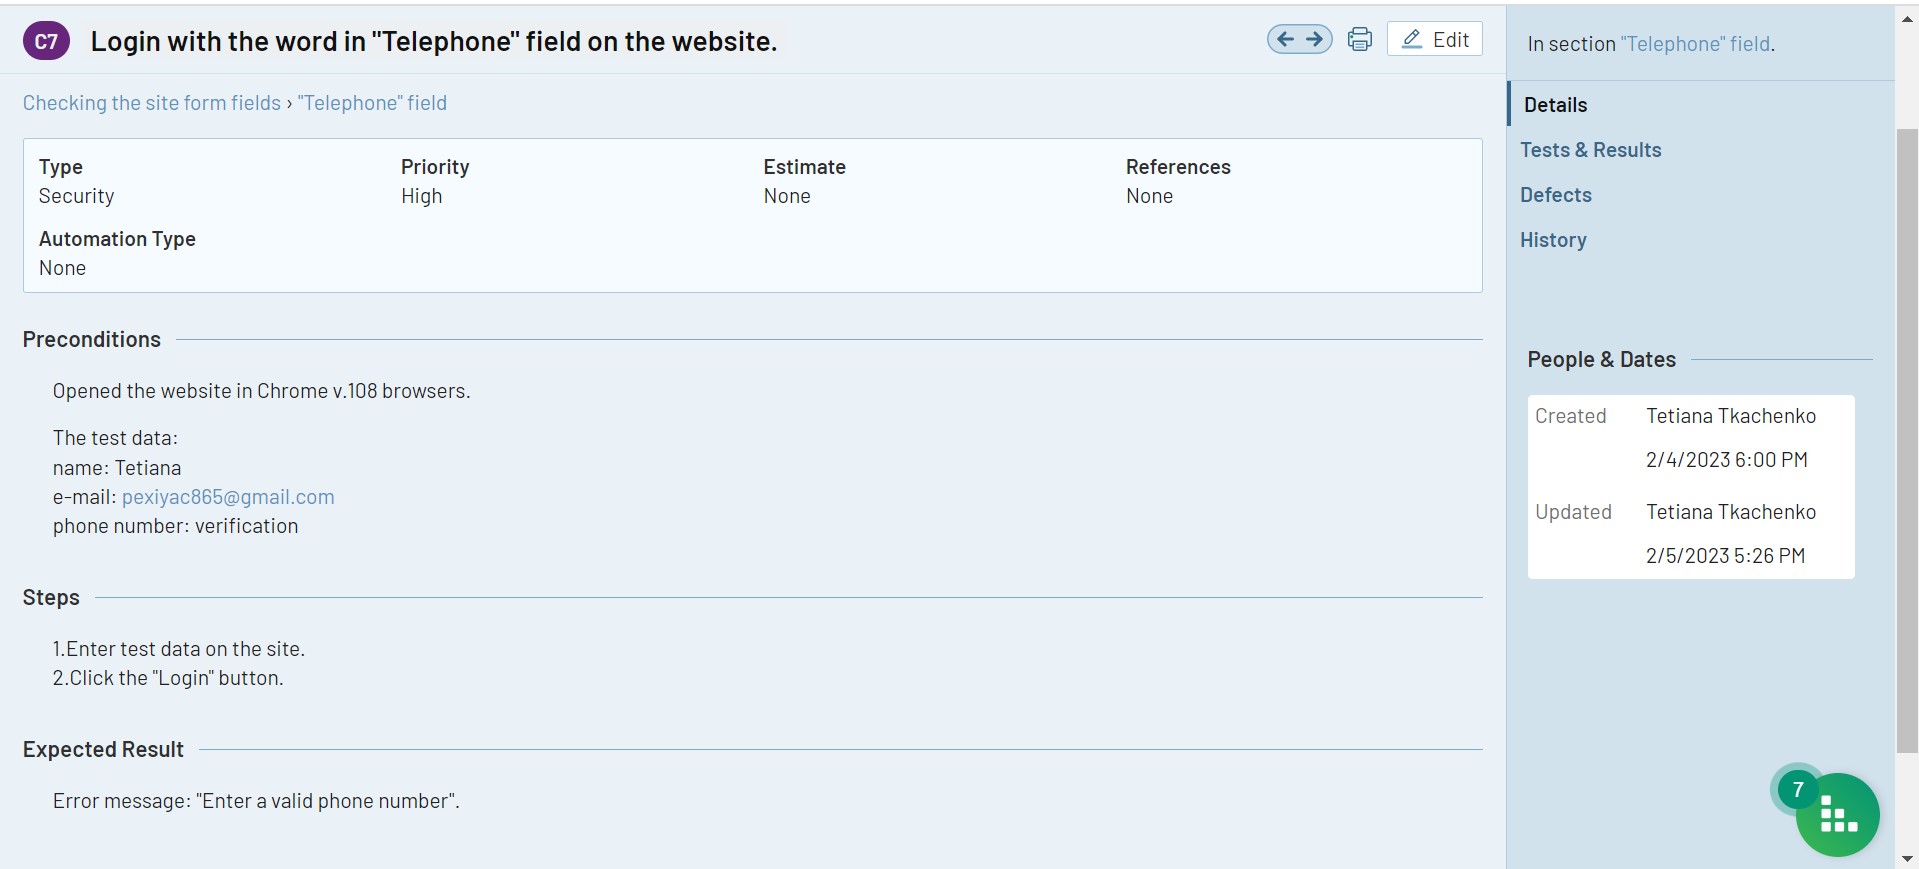 C7 Login with the word in "Telephone" field on the website.
Edit
Checking the site form fields › "Telephone" field
Type Priority Estimate References
Security High None None
Automation Type
None
Preconditions
Opened the website in Chrome v.108 browsers.
The test data:
name: Tetiana
e-mail: pexiyac865@gmail.com
phone number: verification
Steps
1.Enter test data on the site.
2.Click the "Login" button.
Expected Result
Error message: "Enter a valid phone number".
In section "Telephone" field.
Details
Tests & Results
Defects
History
People & Dates
Created Tetiana Tkachenko
2/4/2023 6:00 PM
Updated Tetiana Tkachenko
2/5/2023 5:26 PM
7